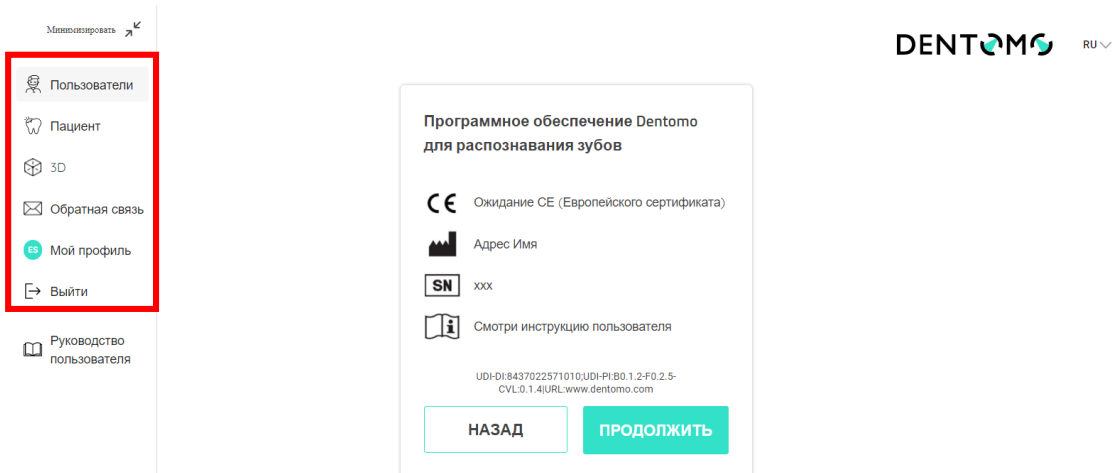 Минимизировать
DENTOMO
RU
Пользователи
Пациент
3D
Обратная связь
ES
Мой профиль
Выйти
Руководство
пользователя
Программное обеспечение Dentomo
для распознавания зубов
CE
Ожидание CE (Европейского сертификата)
Адрес Имя
SN
xxx
i
Смотри инструкцию пользователя
UDI-DI:8437022571010;UDI-PI:B0.1.2-F0.2.5-
CVL:0.1.4|URL:www.dentomo.com
НАЗАД
ПРОДОЛЖИТЬ